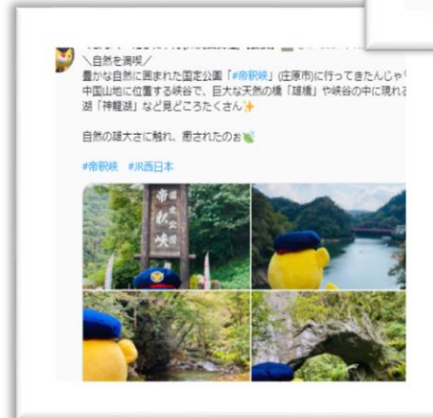 ＼自然を満喫／
豊かな自然に囲まれた国定公園「#帝釈峡」(庄原市)に行ってきたんじゃ
中国山地に位置する峡谷で、巨大な天然の橋「雄橋」や峡谷の中に現れる
湖「神龍湖」など見どころたくさん✨
自然の雄大さに触れ、癒されたのぉ🍃
#帝釈峡 #JR西日本
国定公園
帝釈峡